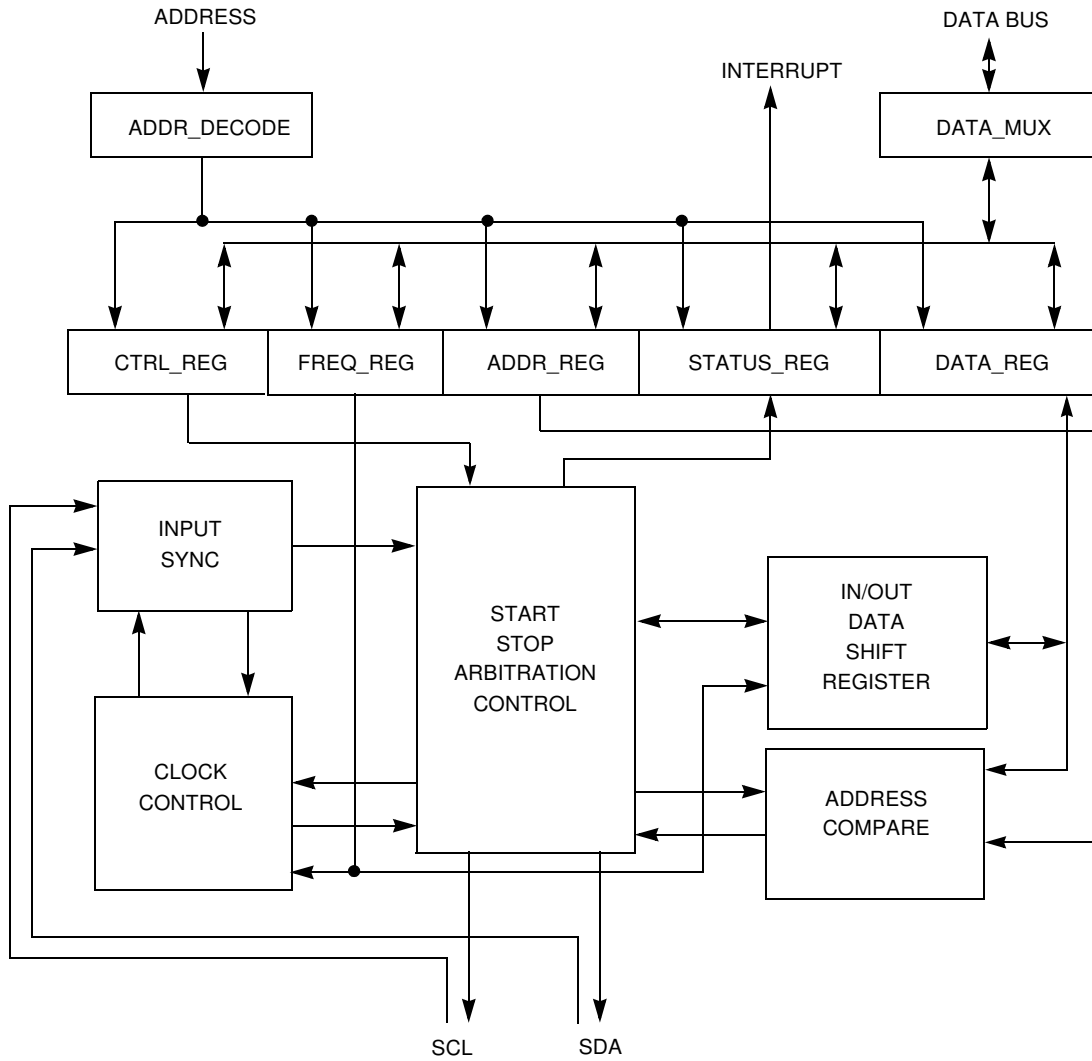 ADDRESS
DATA BUS
INTERRUPT
ADDR_DECODE
DATA_MUX
CTRL_REG
FREQ_REG
ADDR_REG
STATUS_REG
DATA_REG
INPUT
SYNC
START
STOP
ARBITRATION
CONTROL
IN/OUT
DATA
SHIFT
REGISTER
CLOCK
CONTROL
ADDRESS
COMPARE
SCL
SDA